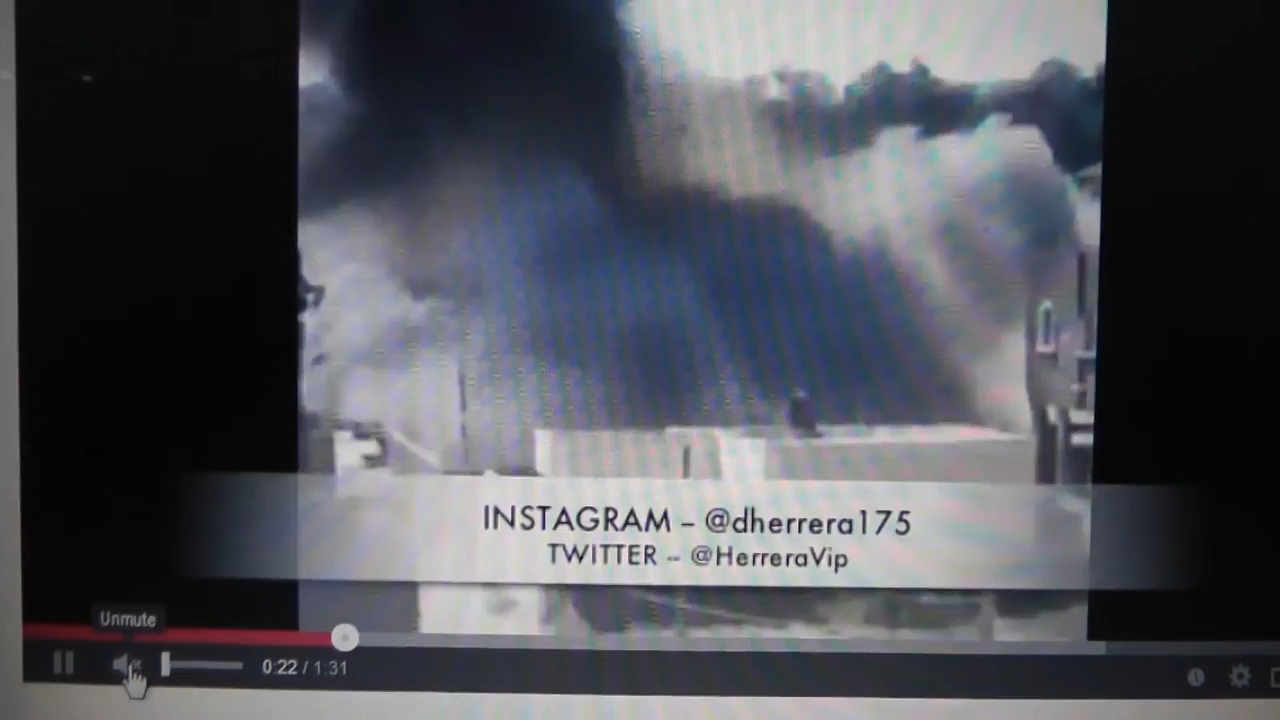 INSTAGRAM – @dherrera175
TWITTER – @HerreraVip
Unmute
0:22 / 1:31